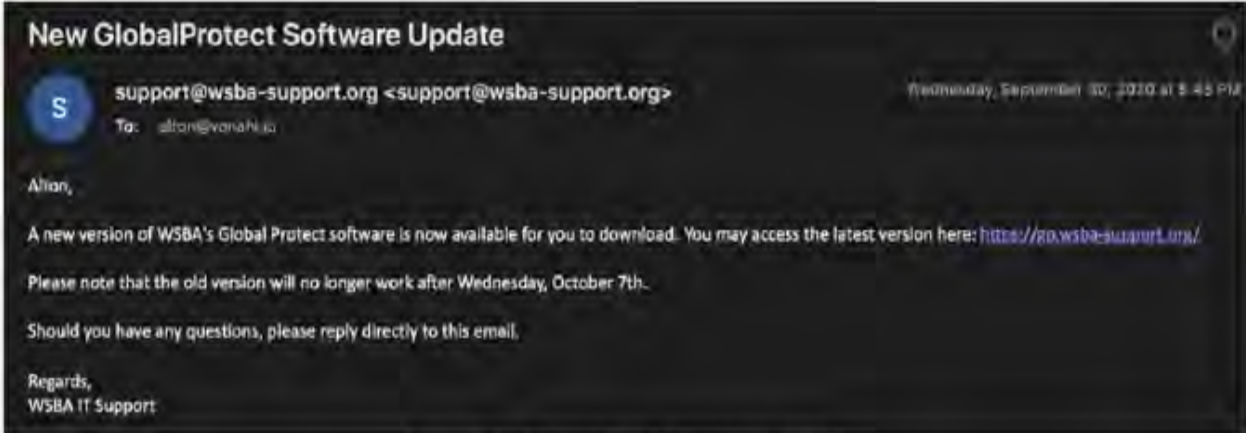 New GlobalProtect Software Update
S
support@wsba-support.org <support@wsba-support.org>
Wednesday, September 30, 2020 at PM
To:
Alton,
A new version of WSBA's Global Protect software is now available for you to download. You may access the latest version here: https://gp.wsba-support.org/
Please note that the old version will no longer work after Wednesday, October 7th.
Should you have any questions, please reply directly to this email.
Regards,
WSBA IT Support